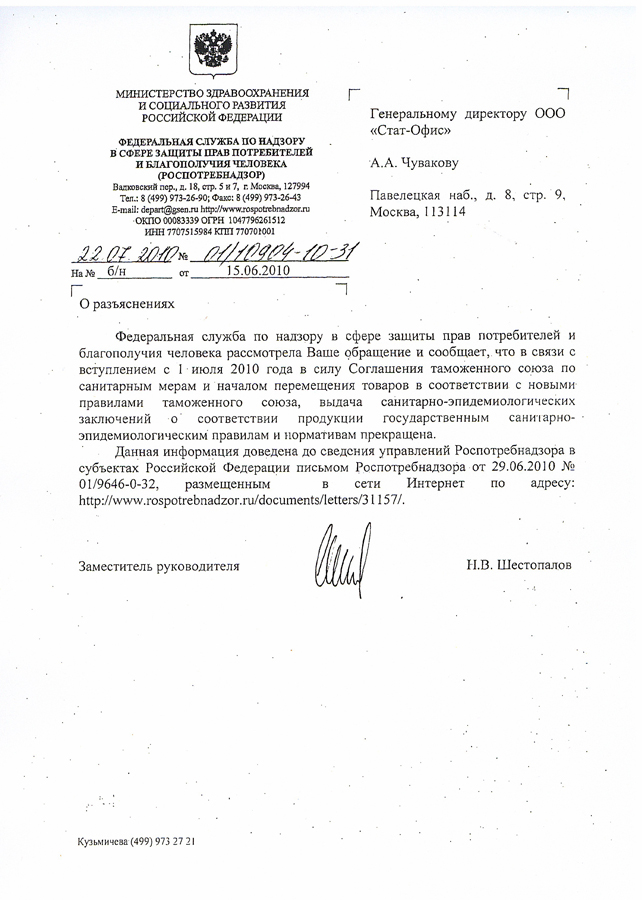 МИНИСТЕРСТВО ЗДРАВООХРАНЕНИЯ
И СОЦИАЛЬНОГО РАЗВИТИЯ
РОССИЙСКОЙ ФЕДЕРАЦИИ
ФЕДЕРАЛЬНАЯ СЛУЖБА ПО НАДЗОРУ
В СФЕРЕ ЗАЩИТЫ ПРАВ ПОТРЕБИТЕЛЕЙ
И БЛАГОПОЛУЧИЯ ЧЕЛОВЕКА
(РОСПОТРЕБНАДЗОР)
Вадковский пер., д. 18, стр. 5 и 7, г. Москва, 127994
Тел.: 8 (499) 973-26-90; Факс: 8 (499) 973-26-43
E-mail: depart@gsen.ru http://www.rospotrebnadzor.ru
ОКПО 00083339 ОГРН 1047796261512
ИНН 7707515984 КПП 770701001
22.07.2010 № 01/10904-10-31
На № б/н от 15.06.2010
Генеральному директору ООО
«Стат-Офис»
А.А. Чувакову
Павелецкая наб., д. 8, стр. 9,
Москва, 113114
О разъяснениях
Федеральная служба по надзору в сфере защиты прав потребителей и
благополучия человека рассмотрела Ваше обращение и сообщает, что в связи с
вступлением с 1 июля 2010 года в силу Соглашения таможенного союза по
санитарным мерам и началом перемещения товаров в соответствии с новыми
правилами таможенного союза, выдача санитарно-эпидемиологических
заключений о соответствии продукции государственным санитарно-
эпидемиологическим правилам и нормативам прекращена.
Данная информация доведена до сведения управлений Роспотребнадзора в
субъектах Российской Федерации письмом Роспотребнадзора от 29.06.2010 №
01/9646-0-32, размещенным в сети Интернет по адресу:
http://www.rospotrebnadzor.ru/documents/letters/31157/.
Заместитель руководителя Н.В. Шестопалов
Кузьмичева (499) 973 27 21